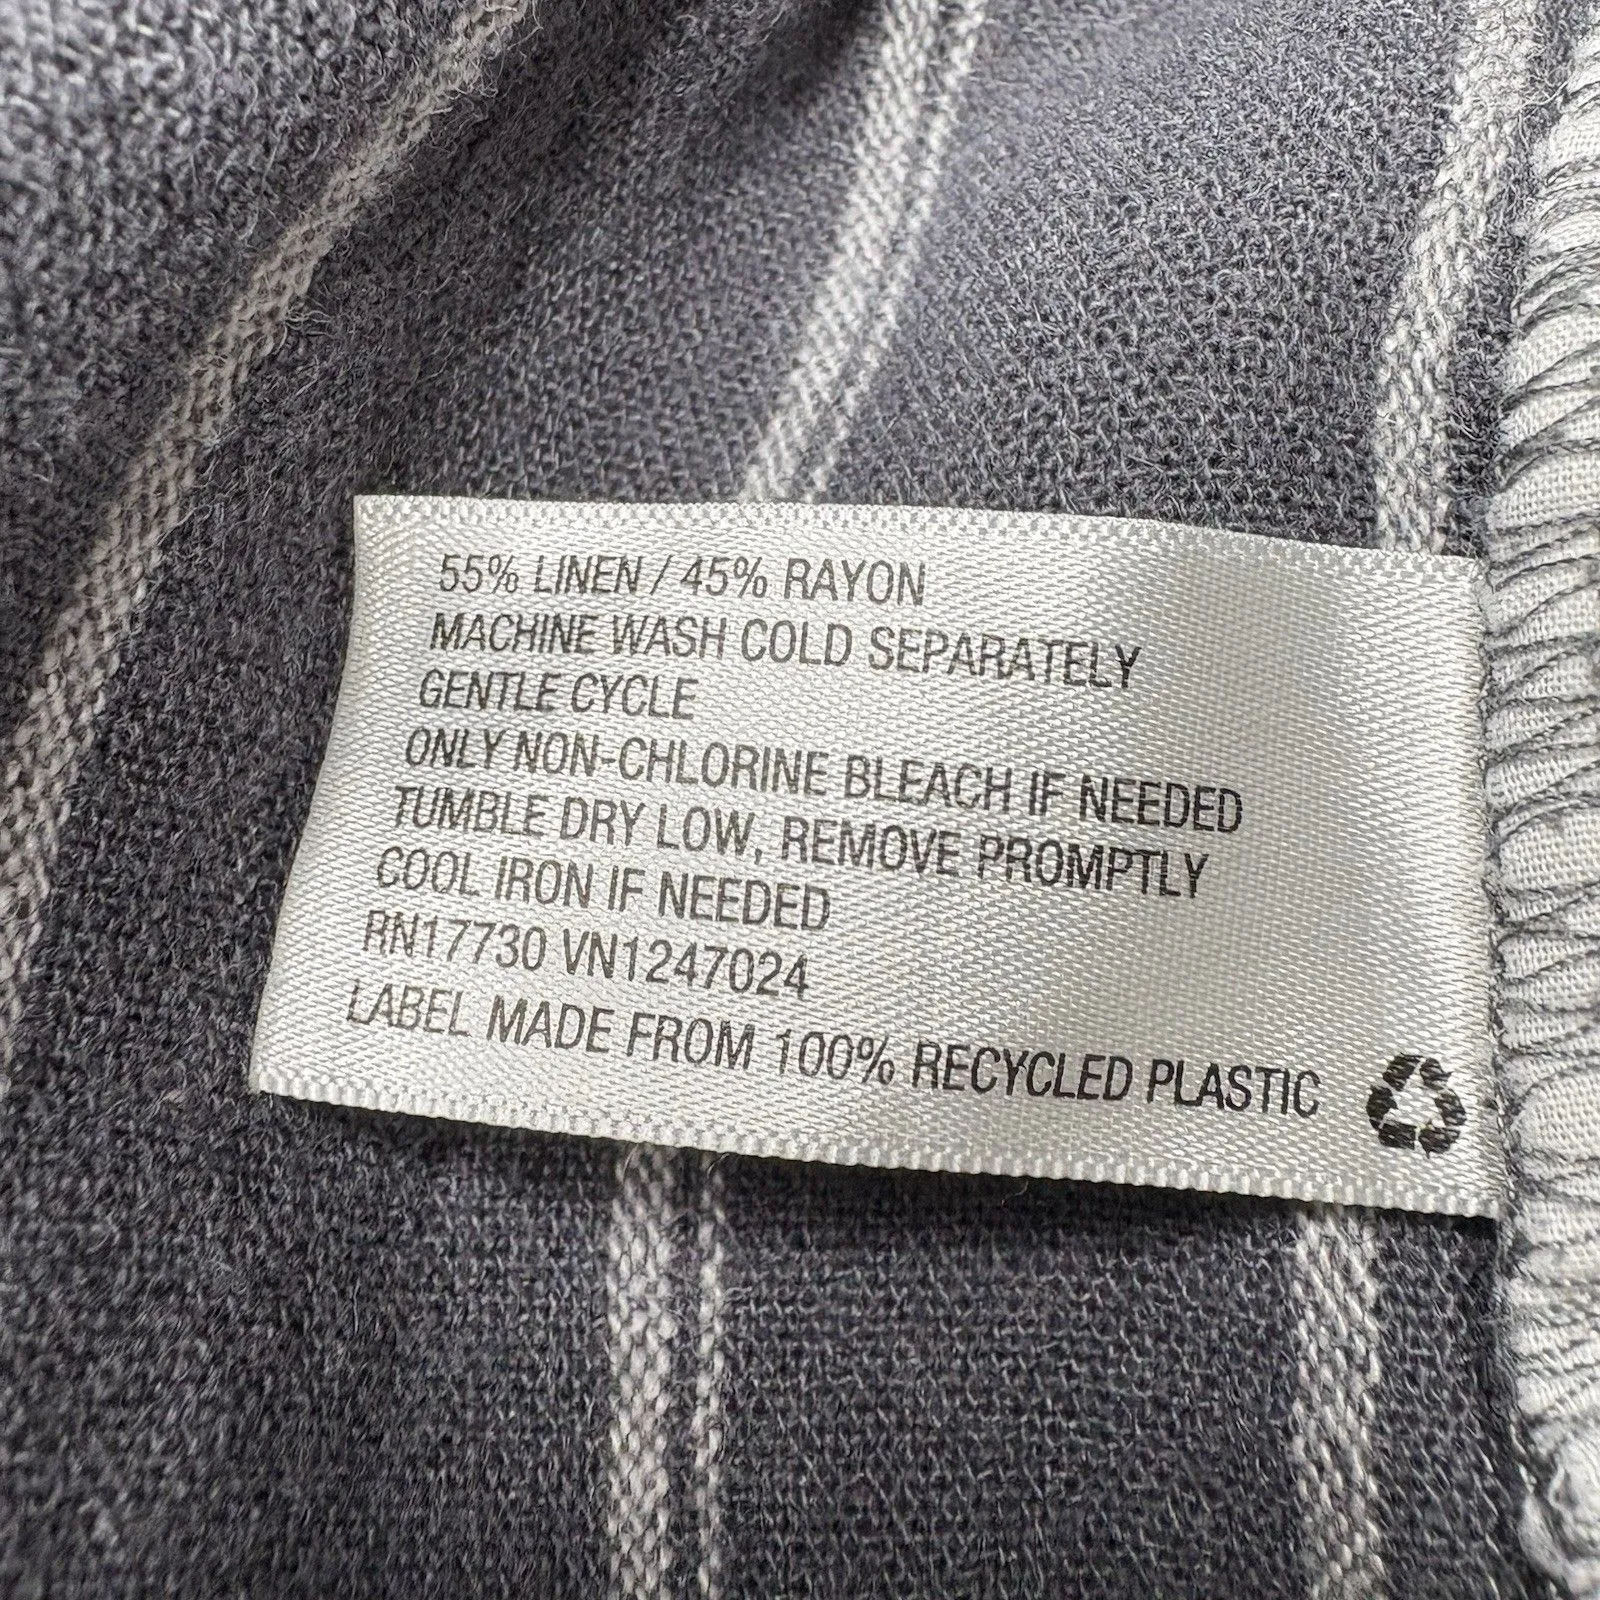 55% LINEN / 45% RAYON
MACHINE WASH COLD SEPARATELY
GENTLE CYCLE
ONLY NON-CHLORINE BLEACH IF NEEDED
TUMBLE DRY LOW, REMOVE PROMPTLY
COOL IRON IF NEEDED
RN17730 VN1247024
LABEL MADE FROM 100% RECYCLED PLASTIC